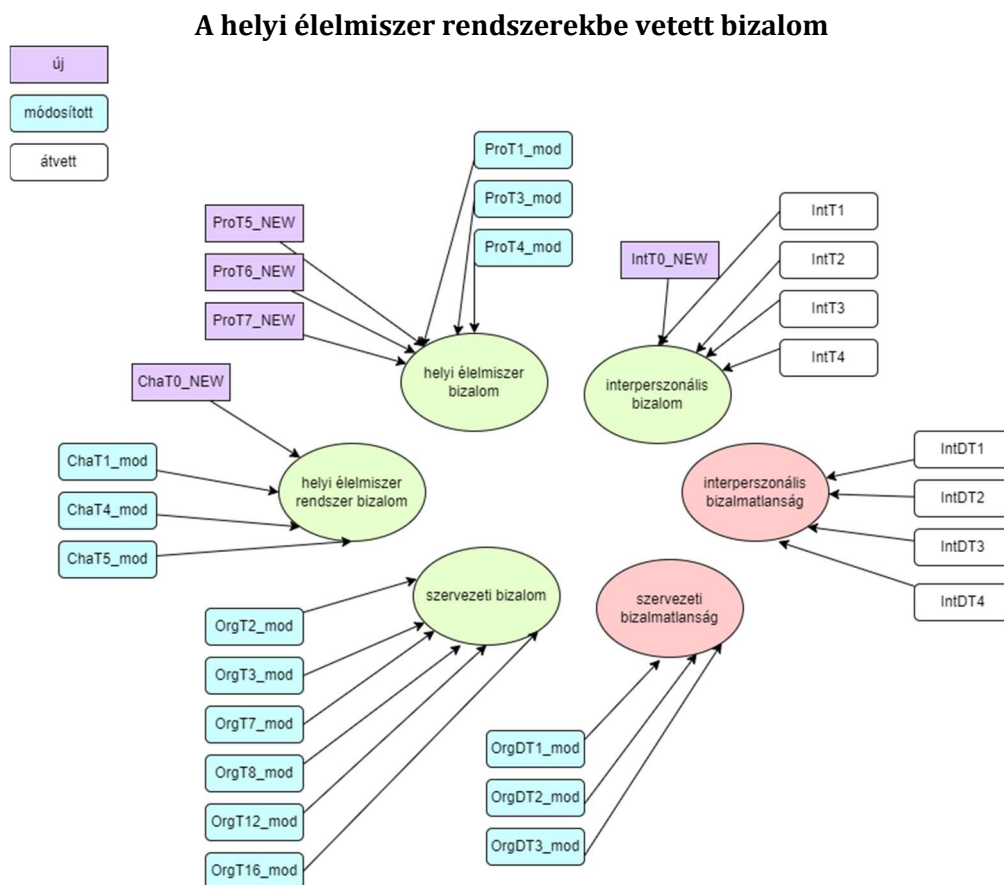 A helyi élelmiszer rendszerekbe vetett bizalom
új
módosított
átvett
ProT1_mod
ProT3_mod
ProT4_mod
ProT5_NEW
ProT6_NEW
ProT7_NEW
IntT0_NEW
IntT1
IntT2
IntT3
IntT4
helyi élelmiszer
bizalom
interperszonális
bizalom
ChaT0_NEW
ChaT1_mod
ChaT4_mod
ChaT5_mod
helyi élelmiszer
rendszer bizalom
interperszonális
bizalmatlanság
IntDT1
IntDT2
IntDT3
IntDT4
szervezeti bizalom
szervezeti
bizalmatlanság
OrgT2_mod
OrgT3_mod
OrgT7_mod
OrgT8_mod
OrgT12_mod
OrgT16_mod
OrgDT1_mod
OrgDT2_mod
OrgDT3_mod